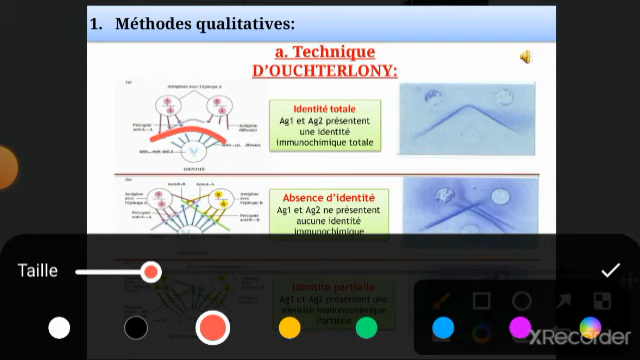 1. Méthodes qualitatives:
a. Technique
D'OUCHTERLONY:
Identité totale
Ag1 et Ag2 présentent
une identité
immunochimique totale
Absence d'identité
Ag1 et Ag2 ne présentent
aucune identité
immunochimique
Taille
Identité partielle
Ag1 et Ag2 présentent une
identité immunochimique
Partielle
XRecorder